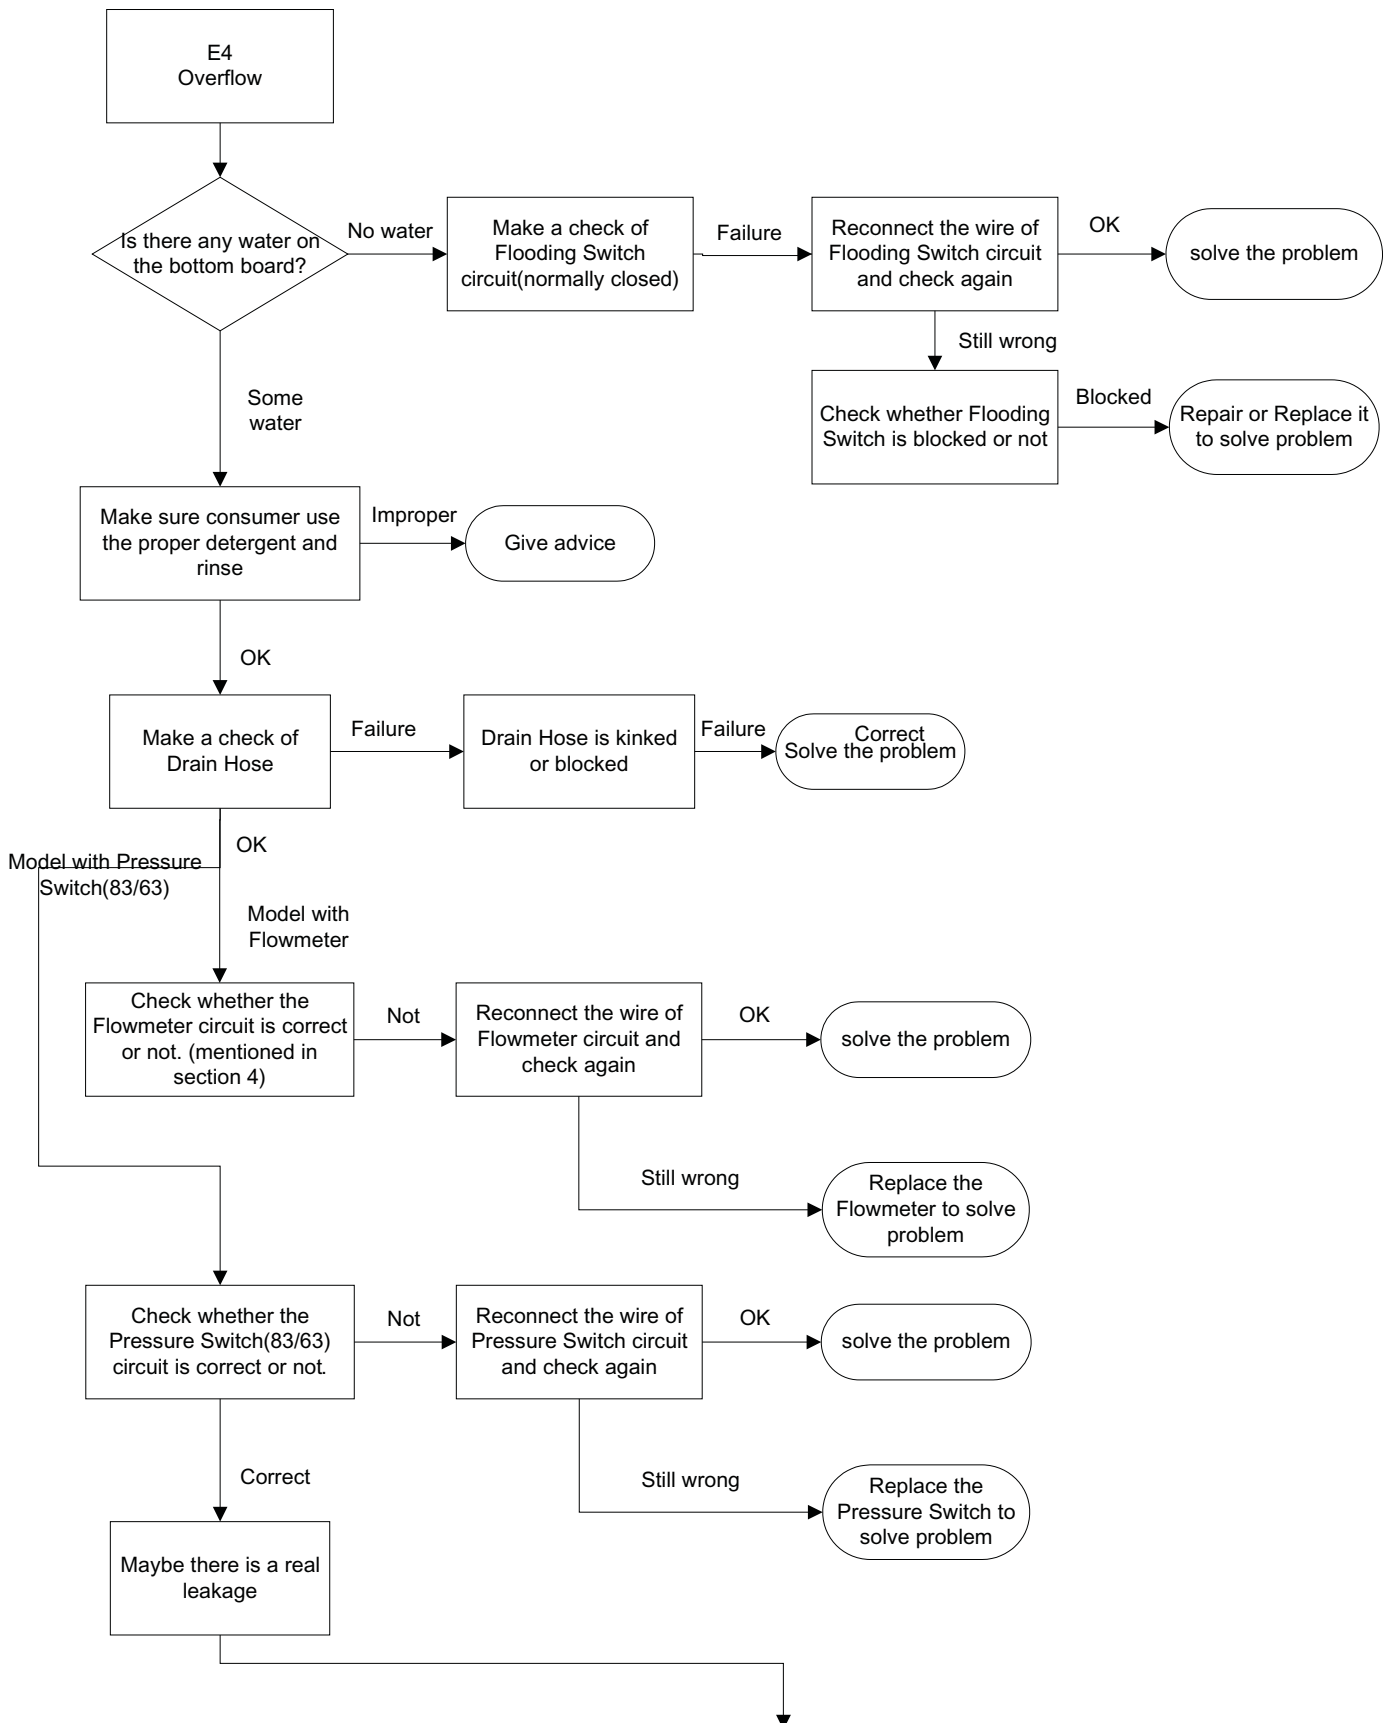 E4
Overflow
Is there any water on
the bottom board?
No water
Make a check of
Flooding Switch
circuit(normally closed)
Failure
Reconnect the wire of
Flooding Switch circuit
and check again
OK
solve the problem
Still wrong
Check whether Flooding
Switch is blocked or not
Blocked
Repair or Replace it
to solve problem
Some
water
Make sure consumer use
the proper detergent and
rinse
Improper
Give advice
OK
Make a check of
Drain Hose
Failure
Drain Hose is kinked
or blocked
Failure
Correct
Solve the problem
OK
Model with Pressure
Switch(83/63)
Model with
Flowmeter
Check whether the
Flowmeter circuit is correct
or not. (mentioned in
section 4)
Not
Reconnect the wire of
Flowmeter circuit and
check again
OK
solve the problem
Still wrong
Replace the
Flowmeter to solve
problem
Check whether the
Pressure Switch(83/63)
circuit is correct or not.
Not
Reconnect the wire of
Pressure Switch circuit
and check again
OK
solve the problem
Still wrong
Replace the
Pressure Switch to
solve problem
Correct
Maybe there is a real
leakage